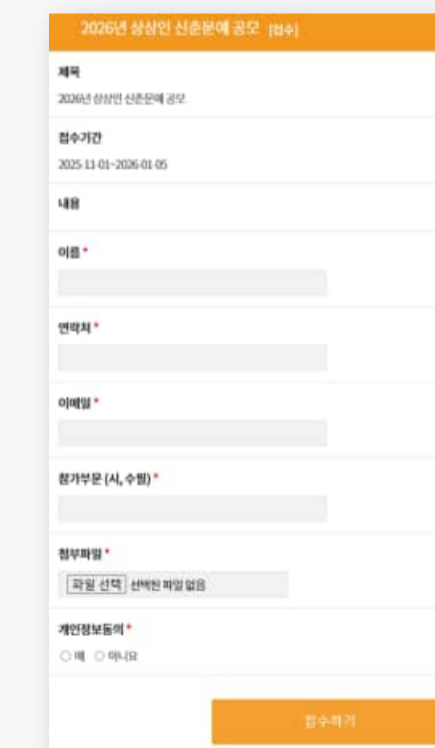 2026년 상상인 신춘문예 공모 [접수]
제목
2026년 상상인 신춘문예 공모
접수기간
2025-11-01~2026-01-05
내용
이름 *
연락처 *
이메일 *
참가부문 (시, 수필) *
첨부파일 *
파일 선택 선택된 파일 없음
개인정보동의 *
예 아니요
접수하기